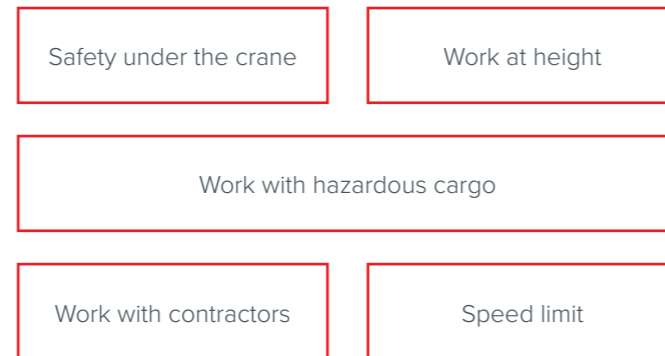 Safety under the crane
Work at height
Work with hazardous cargo
Work with contractors
Speed limit